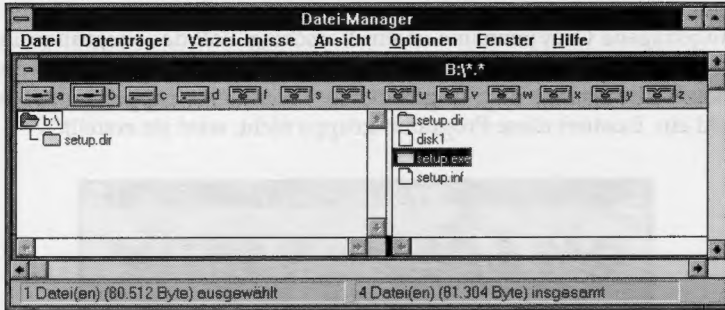 Datei-Manager
Datei Datenträger Verzeichnisse Ansicht Optionen Fenster Hilfe
B:\*.*
a b c d f s t u v w x y z
b:\
setup.dir
setup.dir
disk1
setup.exe
setup.inf
1 Datei(en) (80.512 Byte) ausgewählt 4 Datei(en) (81.304 Byte) insgesamt